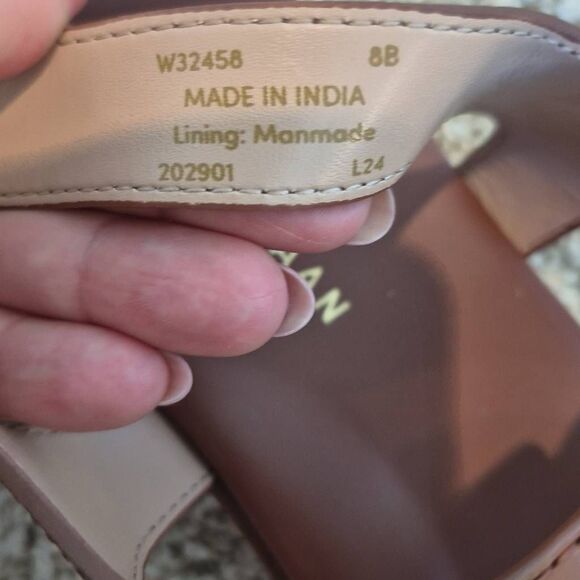 W32458 8B
MADE IN INDIA
Lining: Manmade
202901 L24